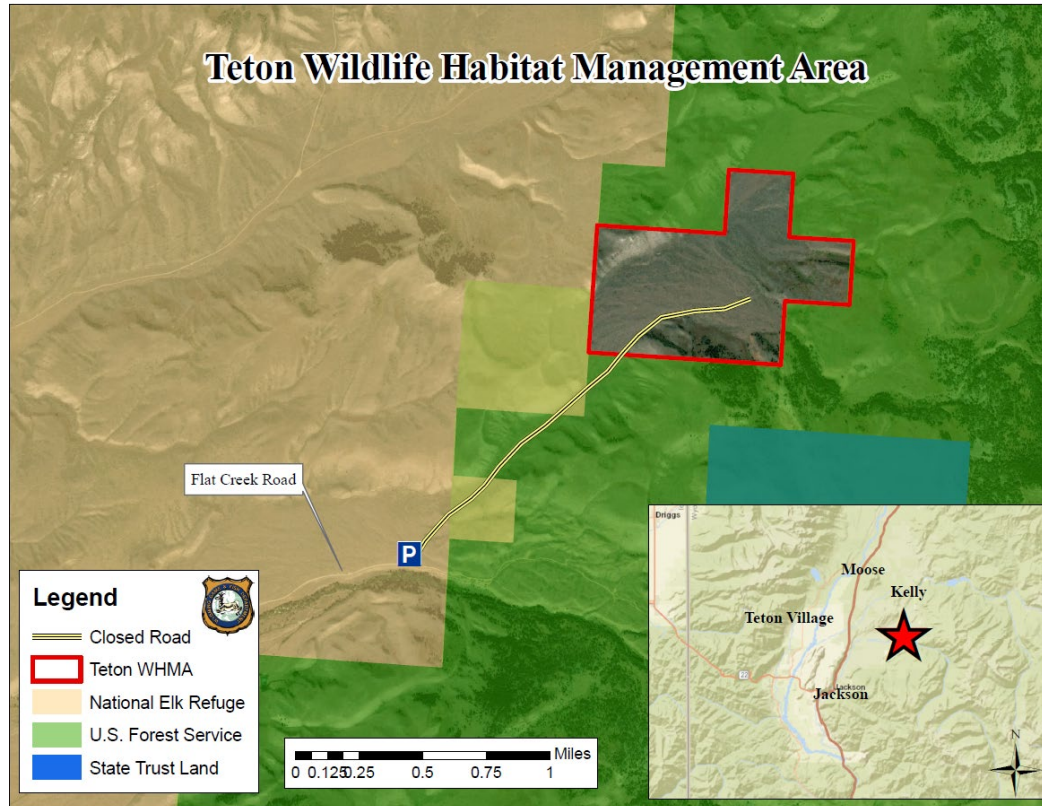 Teton Wildlife Habitat Management Area
Flat Creek Road
P
Legend
Closed Road
Teton WHMA
National Elk Refuge
U.S. Forest Service
State Trust Land
Miles
0 0.125 0.25 0.5 0.75 1
Driggs
Moose
Kelly
Teton Village
22
Jackson
Jackson
N